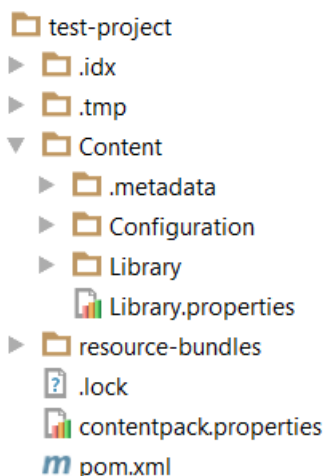 test-project
.idx
.tmp
Content
.metadata
Configuration
Library
Library.properties
resource-bundles
.lock
contentpack.properties
pom.xml